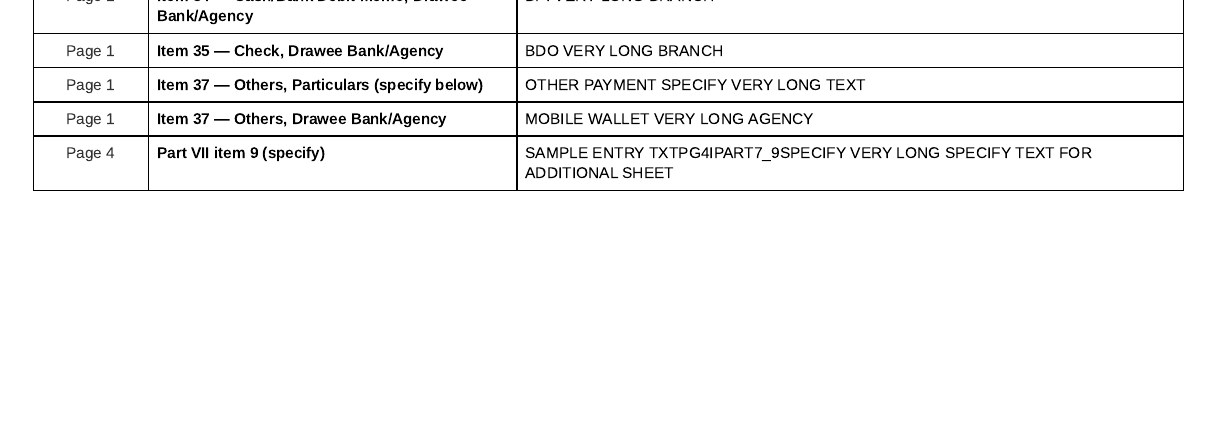 Bank/Agency
Page 1 Item 35 — Check, Drawee Bank/Agency BDO VERY LONG BRANCH
Page 1 Item 37 — Others, Particulars (specify below) OTHER PAYMENT SPECIFY VERY LONG TEXT
Page 1 Item 37 — Others, Drawee Bank/Agency MOBILE WALLET VERY LONG AGENCY
Page 4 Part VII item 9 (specify) SAMPLE ENTRY TXTPG4IPART7_9SPECIFY VERY LONG SPECIFY TEXT FOR
ADDITIONAL SHEET